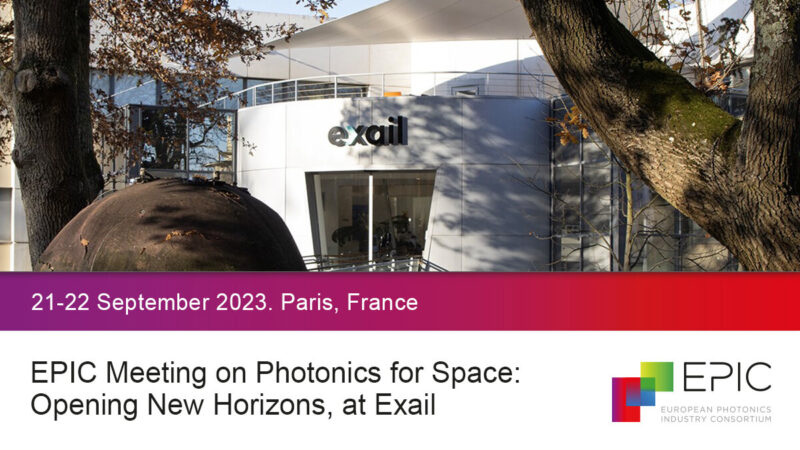 exail
21-22 September 2023. Paris, France
EPIC Meeting on Photonics for Space:
Opening New Horizons, at Exail
EPIC
EUROPEAN PHOTONICS
INDUSTRY CONSORTIUM